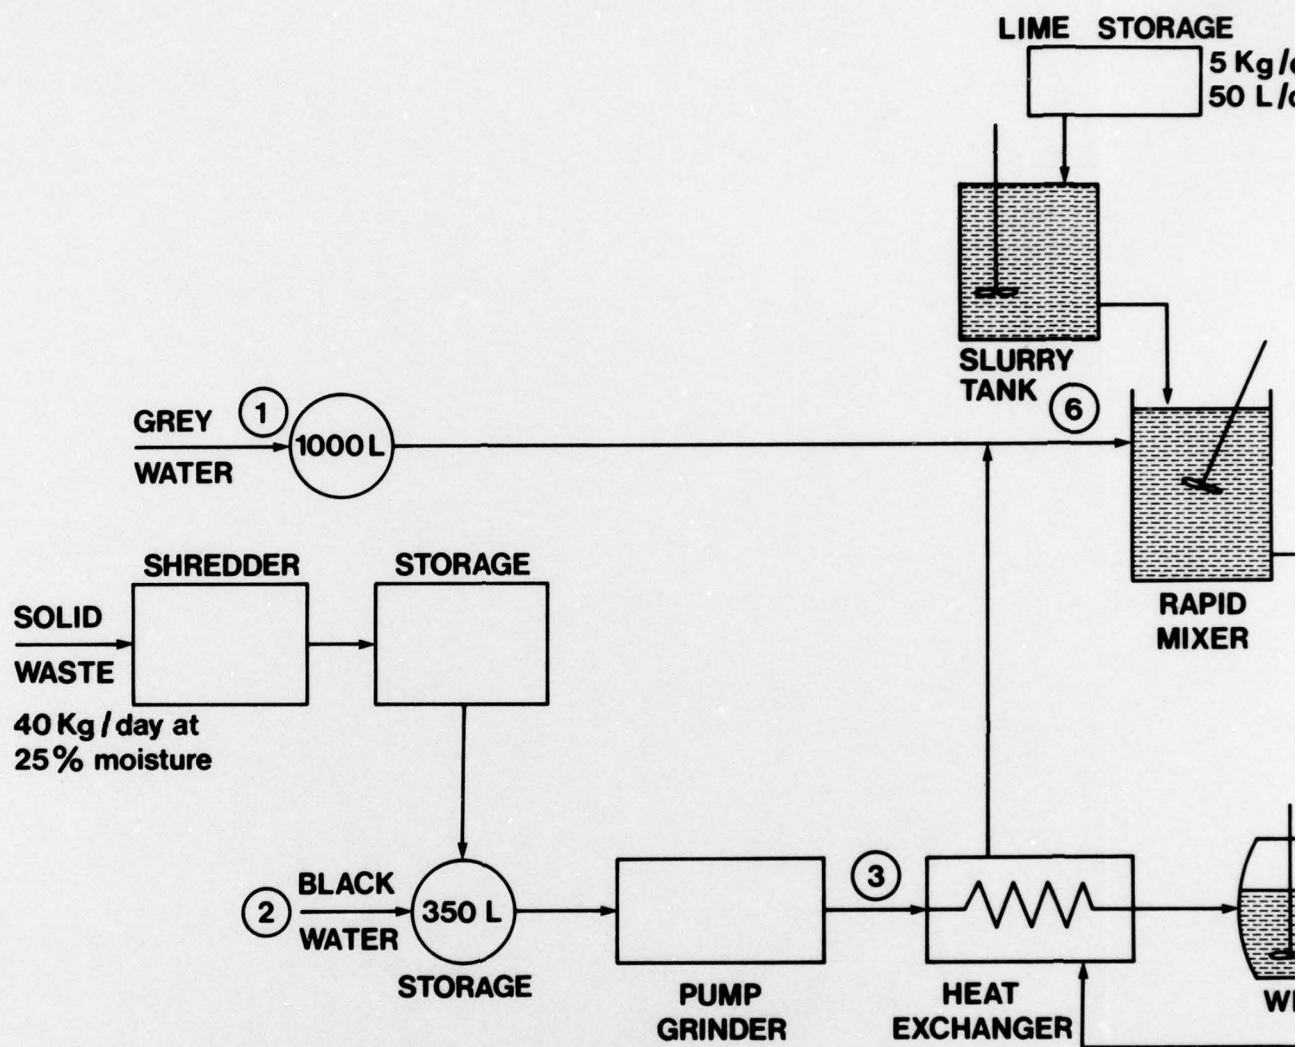 LIME STORAGE
5 Kg/
50 L/
SLURRY
TANK
6
GREY
WATER
1
1000 L
SHREDDER
STORAGE
SOLID
WASTE
40 Kg/day at
25% moisture
RAPID
MIXER
2
BLACK
WATER
350 L
STORAGE
PUMP
GRINDER
3
HEAT
EXCHANGER